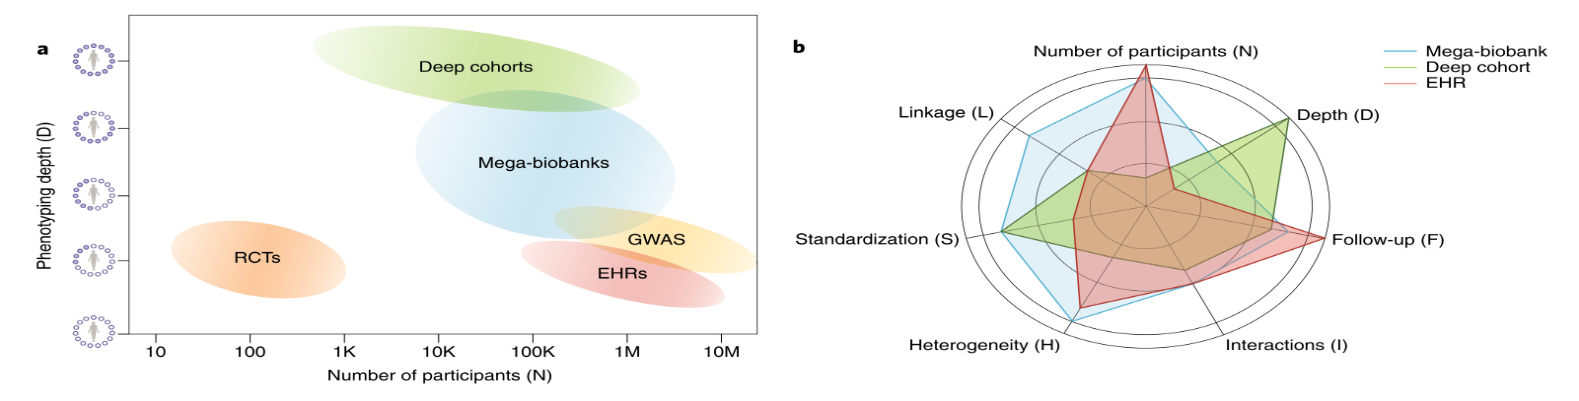 a
Phenotyping depth (D)
Deep cohorts
Mega-biobanks
GWAS
RCTs
EHRs
10
100
1K
10K
100K
1M
10M
Number of participants (N)
b
Number of participants (N)
Mega-biobank
Deep cohort
EHR
Linkage (L)
Depth (D)
Standardization (S)
Follow-up (F)
Heterogeneity (H)
Interactions (I)